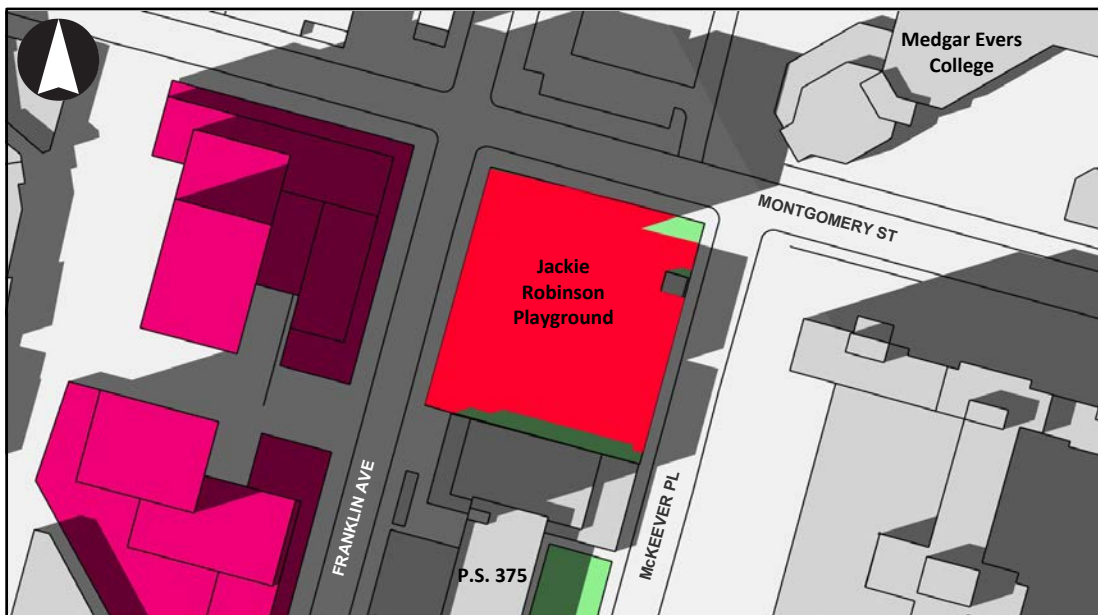 Medgar Evers
College
MONTGOMERY ST
Jackie
Robinson
Playground
FRANKLIN AVE
McKEEVER PL
P.S. 375